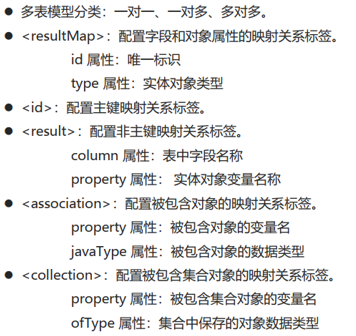 ● 多表模型分类：一对一、一对多、多对多。
● <resultMap>：配置字段和对象属性的映射关系标签。
id 属性：唯一标识
type 属性：实体对象类型
● <id>：配置主键映射关系标签。
● <result>：配置非主键映射关系标签。
column 属性：表中字段名称
property 属性： 实体对象变量名称
● <association>：配置被包含对象的映射关系标签。
property 属性：被包含对象的变量名
javaType 属性：被包含对象的数据类型
● <collection>：配置被包含集合对象的映射关系标签。
property 属性：被包含集合对象的变量名
ofType 属性：集合中保存的对象数据类型